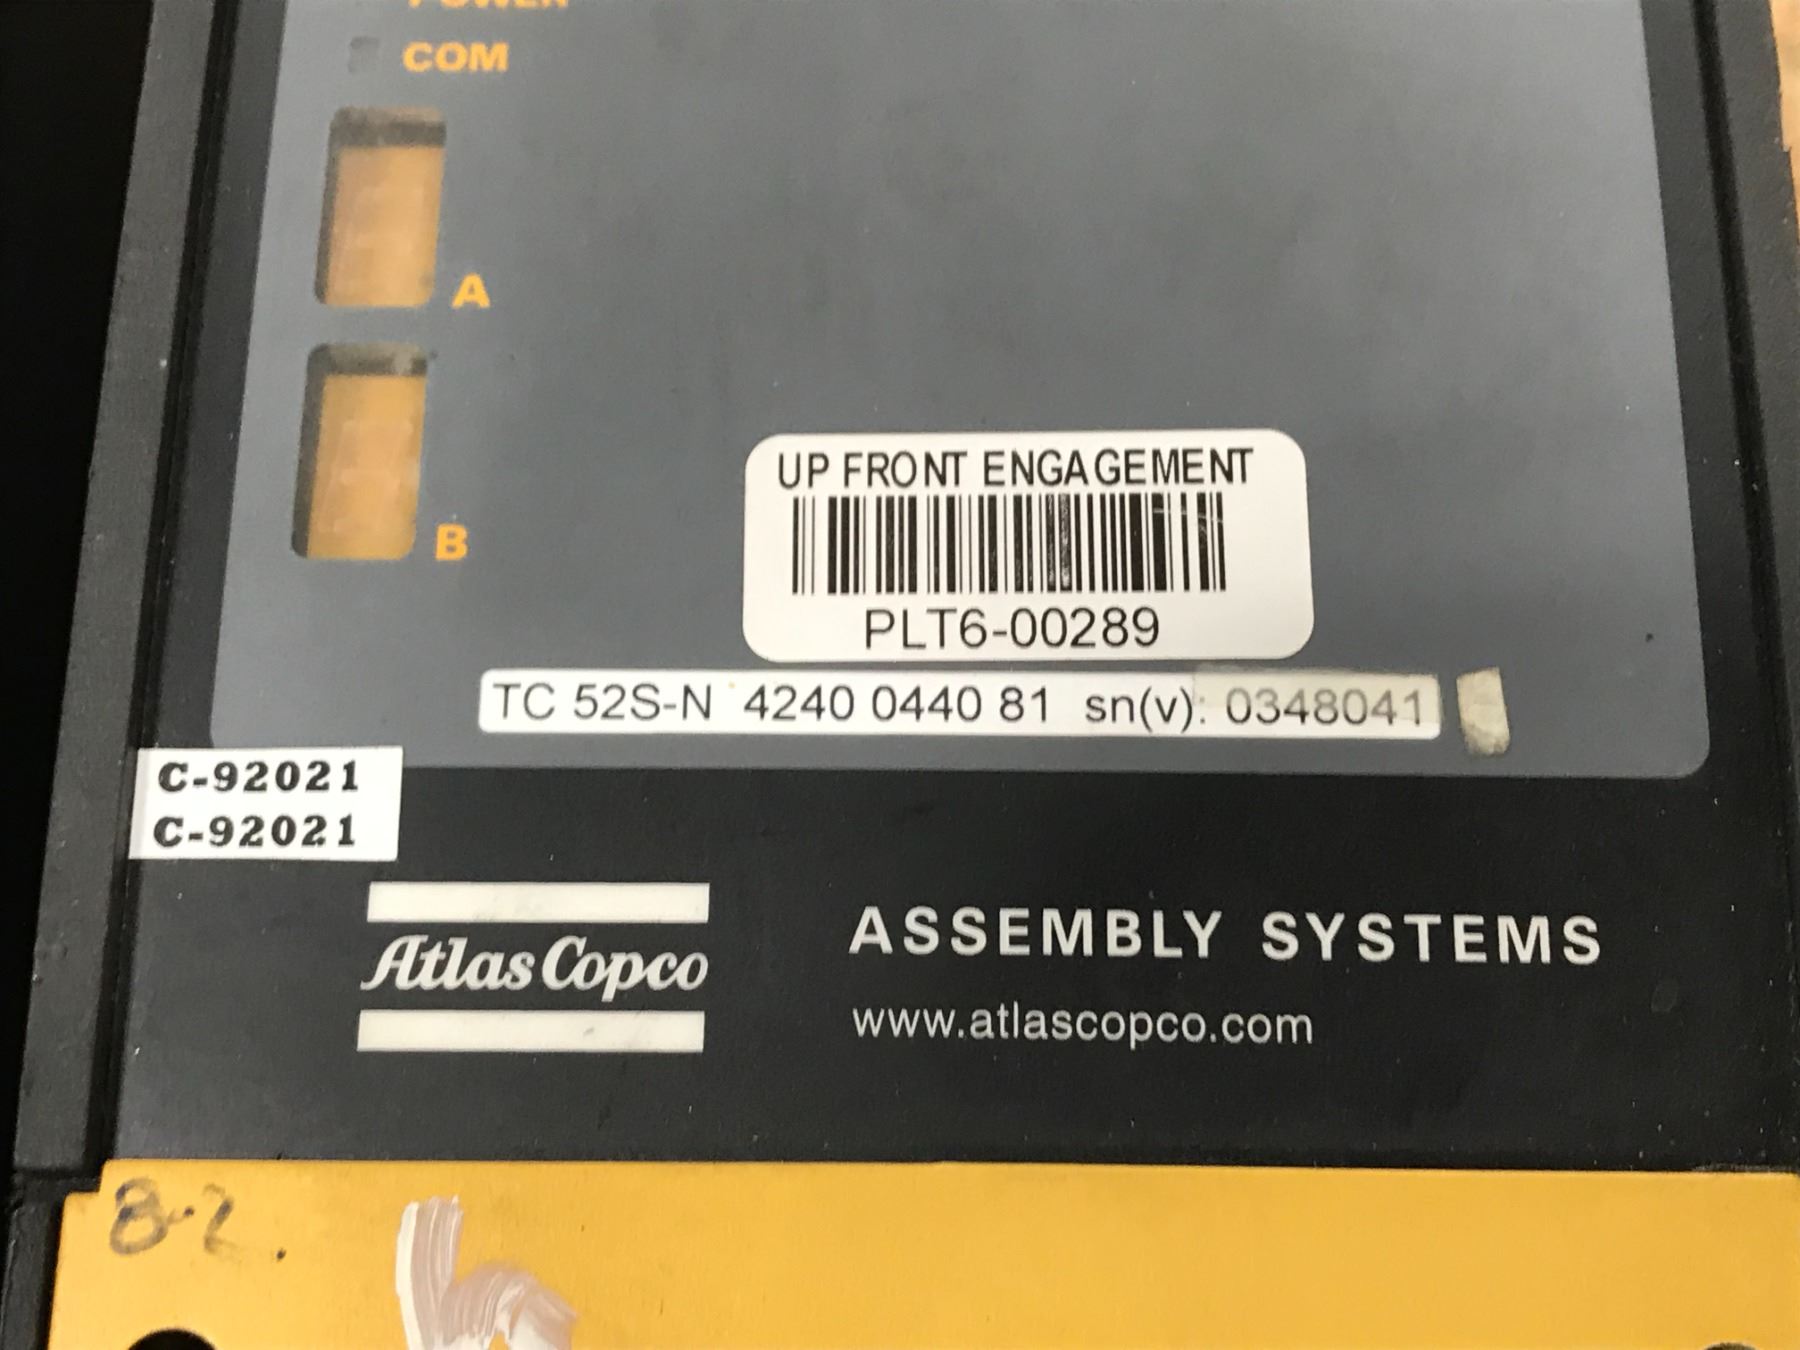 POWER
COM
A
B
UP FRONT ENGAGEMENT
PLT6-00289
TC 52S-N 4240 0440 81 sn(v): 0348041
C-92021
C-92021
Atlas Copco
ASSEMBLY SYSTEMS
www.atlascopco.com
8-2